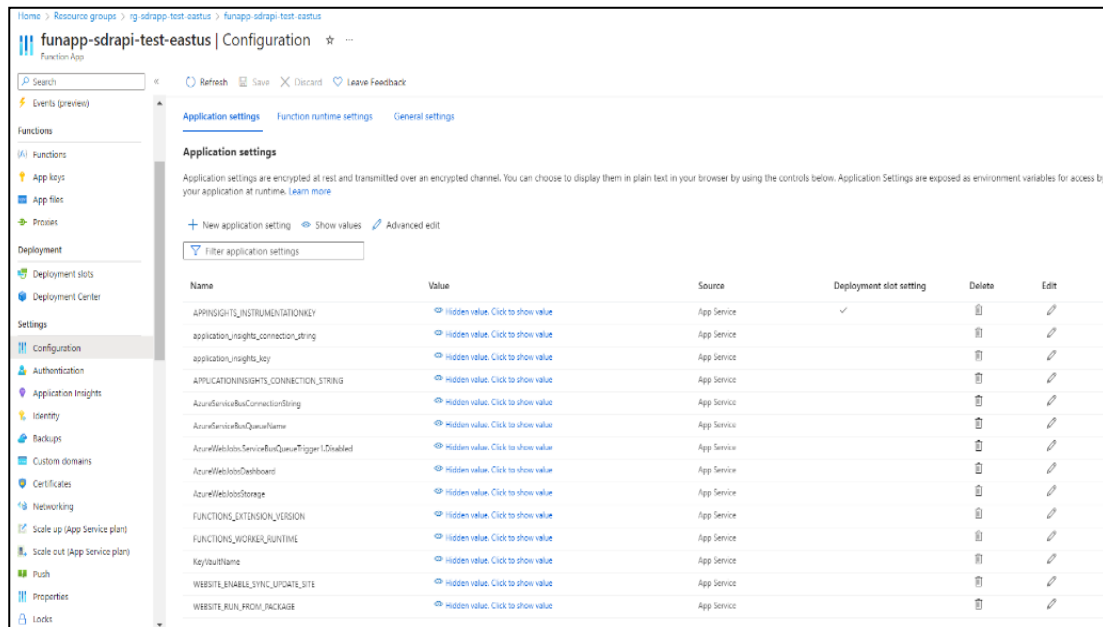 Home > Resource groups > rg-sdrapp-test-eastus > funapp-sdrapi-test-eastus
funapp-sdrapi-test-eastus | Configuration
Function App
Search
Refresh Save Discard Leave Feedback
Events (preview)
Functions
Functions
App keys
App files
Proxies
Deployment
Deployment slots
Deployment Center
Settings
Configuration
Authentication
Application Insights
Identity
Backups
Custom domains
Certificates
Networking
Scale up (App Service plan)
Scale out (App Service plan)
Push
Properties
Locks
Application settings Function runtime settings General settings
Application settings
Application settings are encrypted at rest and transmitted over an encrypted channel. You can choose to display them in plain text in your browser by using the controls below. Application Settings are exposed as environment variables for access by
your application at runtime. Learn more
New application setting Show values Advanced edit
Filter application settings
Name Value Source Deployment slot setting Delete Edit
APPINSIGHTS_INSTRUMENTATIONKEY Hidden value. Click to show value App Service
application_insights_connection_string Hidden value. Click to show value App Service
application_insights_key Hidden value. Click to show value App Service
APPLICATIONINSIGHTS_CONNECTION_STRING Hidden value. Click to show value App Service
AzureServiceBusConnectionString Hidden value. Click to show value App Service
AzureServiceBusQueueName Hidden value. Click to show value App Service
AzureWebJobs.ServiceBusQueueTrigger1.Disabled Hidden value. Click to show value App Service
AzureWebJobsDashboard Hidden value. Click to show value App Service
AzureWebJobsStorage Hidden value. Click to show value App Service
FUNCTIONS_EXTENSION_VERSION Hidden value. Click to show value App Service
FUNCTIONS_WORKER_RUNTIME Hidden value. Click to show value App Service
KeyVaultName Hidden value. Click to show value App Service
WEBSITE_ENABLE_SYNC_UPDATE_SITE Hidden value. Click to show value App Service
WEBSITE_RUN_FROM_PACKAGE Hidden value. Click to show value App Service